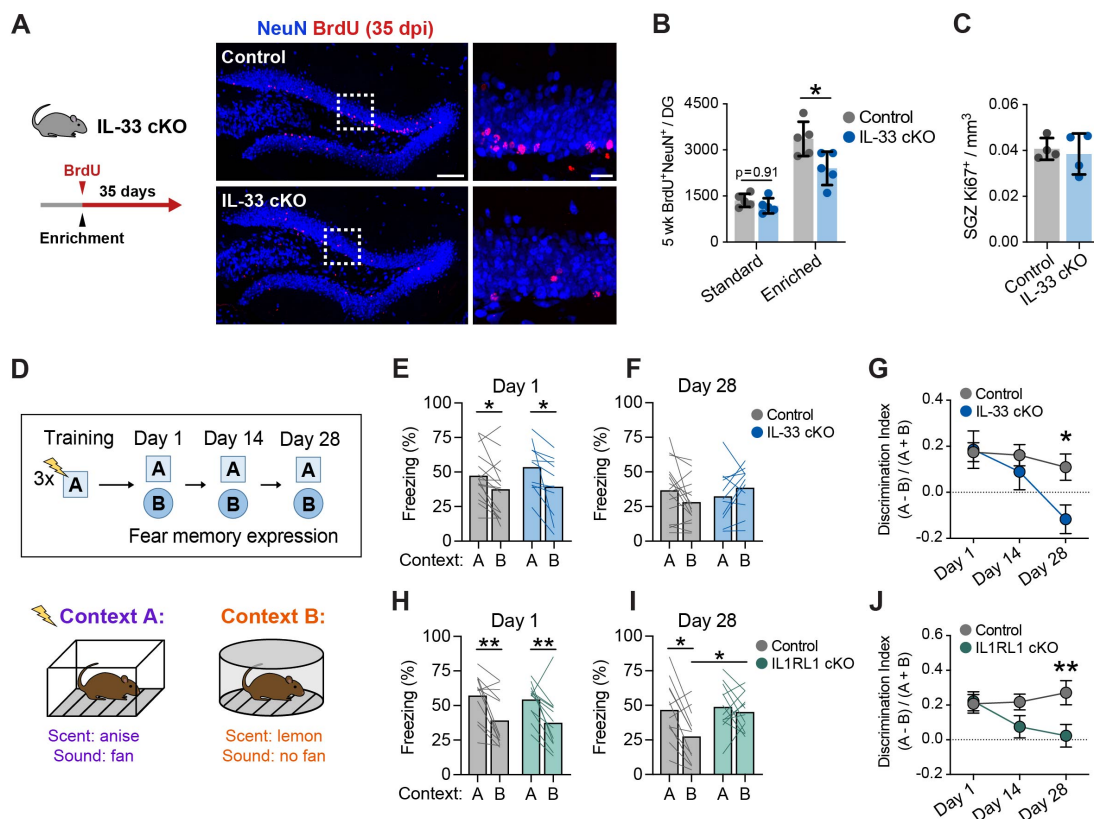 A
NeuN BrdU (35 dpi)
Control
IL-33 cKO
IL-33 cKO
BrdU
35 days
Enrichment
B
5 wk BrdU⁺NeuN⁺ / DG
4500
3000
1500
0
*
p=0.91
Control
IL-33 cKO
Standard
Enriched
C
SGZ Ki67⁺ / mm³
0.06
0.04
0.02
0.00
Control
IL-33 cKO
D
Training
Day 1
Day 14
Day 28
3x
A
A
A
A
B
B
B
Fear memory expression
Context A:
Scent: anise
Sound: fan
Context B:
Scent: lemon
Sound: no fan
E
Day 1
Freezing (%)
100
75
50
25
0
*
*
Context: A B A B
F
Day 28
Freezing (%)
100
75
50
25
0
Control
IL-33 cKO
A B A B
G
Control
IL-33 cKO
Discrimination Index
(A - B) / (A + B)
0.4
0.2
0.0
-0.2
*
Day 1
Day 14
Day 28
H
Day 1
Freezing (%)
100
75
50
25
0
**
**
Context: A B A B
I
Day 28
Freezing (%)
100
75
50
25
0
*
*
Control
IL1RL1 cKO
A B A B
J
Control
IL1RL1 cKO
Discrimination Index
(A - B) / (A + B)
0.6
0.4
0.2
0.0
-0.2
**
Day 1
Day 14
Day 28